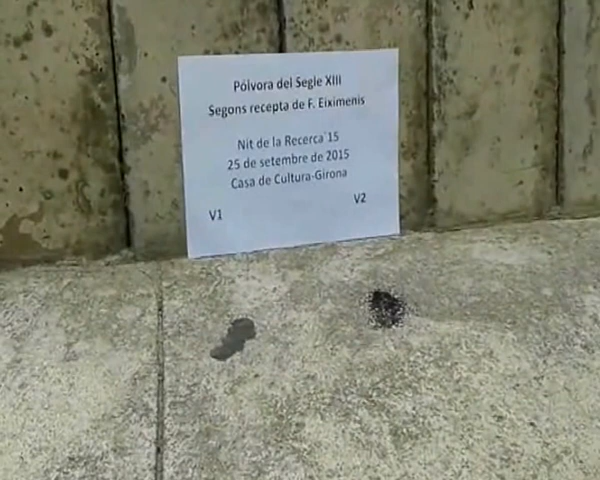 Pólvora del Segle XIII
Segons recepta de F. Eiximenis
Nit de la Recerca`15
25 de setembre de 2015
Casa de Cultura-Girona
V1 V2